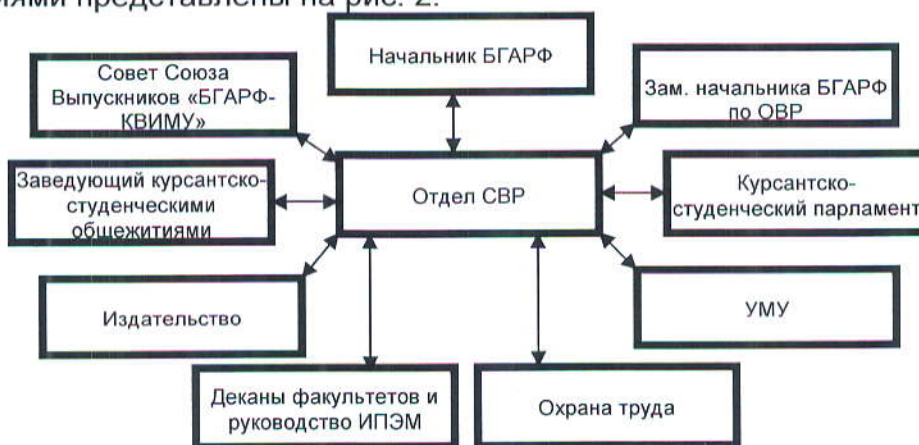 иями представлены на рис. 2.
Начальник БГАРФ
Совет Союза
Выпускников «БГАРФ-
КВИМУ»
Зам. начальника БГАРФ
по ОВР
Заведующий курсантско-
студенческими
общежитиями
Отдел СВР
Курсантско-
студенческий парламент
Издательство
УМУ
Деканы факультетов и
руководство ИПЭМ
Охрана труда